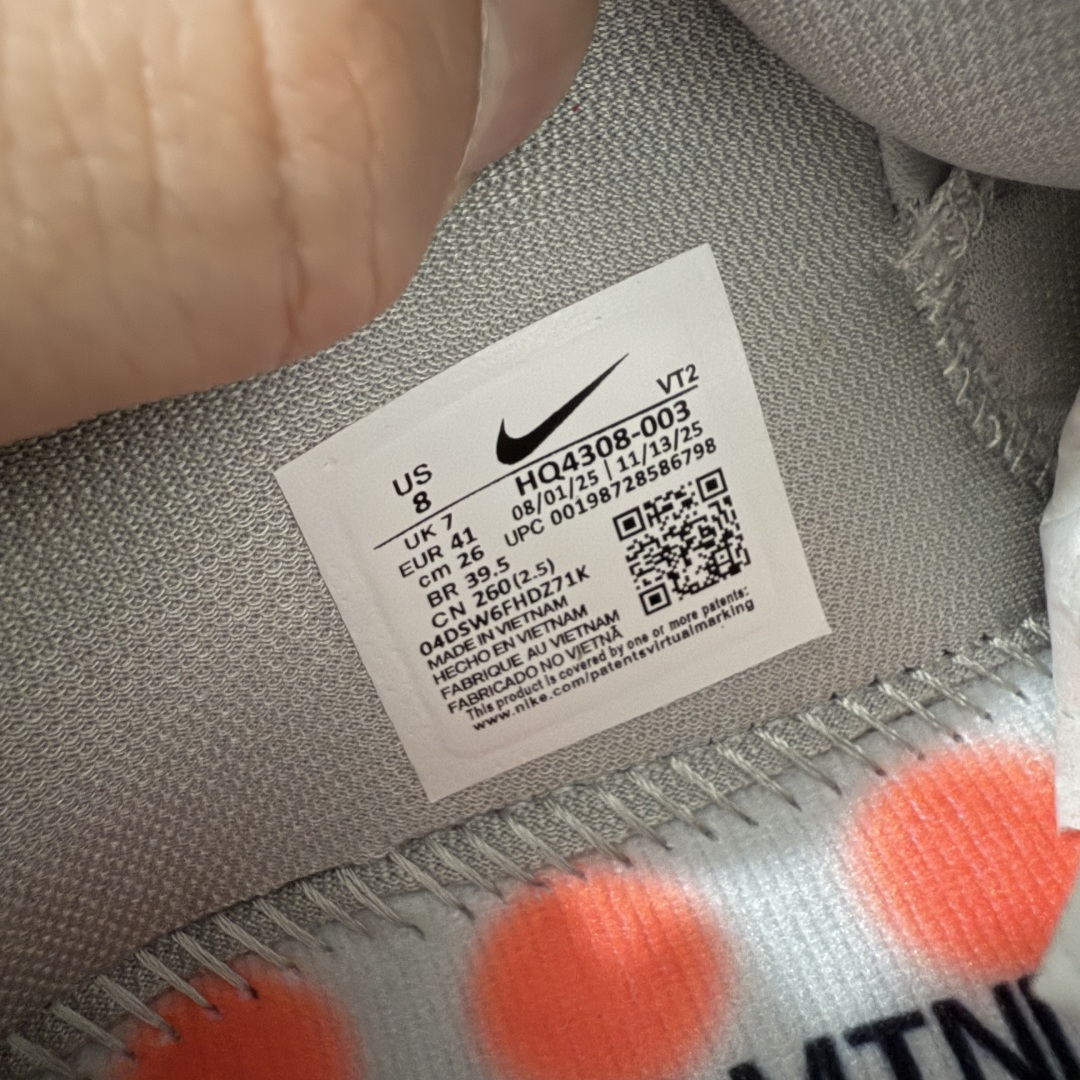 VT2
US
8
HQ4308-003
08/01/25 | 11/13/25
UPC 00198728586798
UK 7
EUR 41
cm 26
BR 39.5
CN 260(2.5)
04DSW6FHDZ71K
MADE IN VIETNAM
HECHO EN VIETNAM
FABRIQUE AU VIETNAM
FABRICADO NO VIETNÃ
This product is covered by one or more patents:
www.nike.com/patentsvirtualmarking